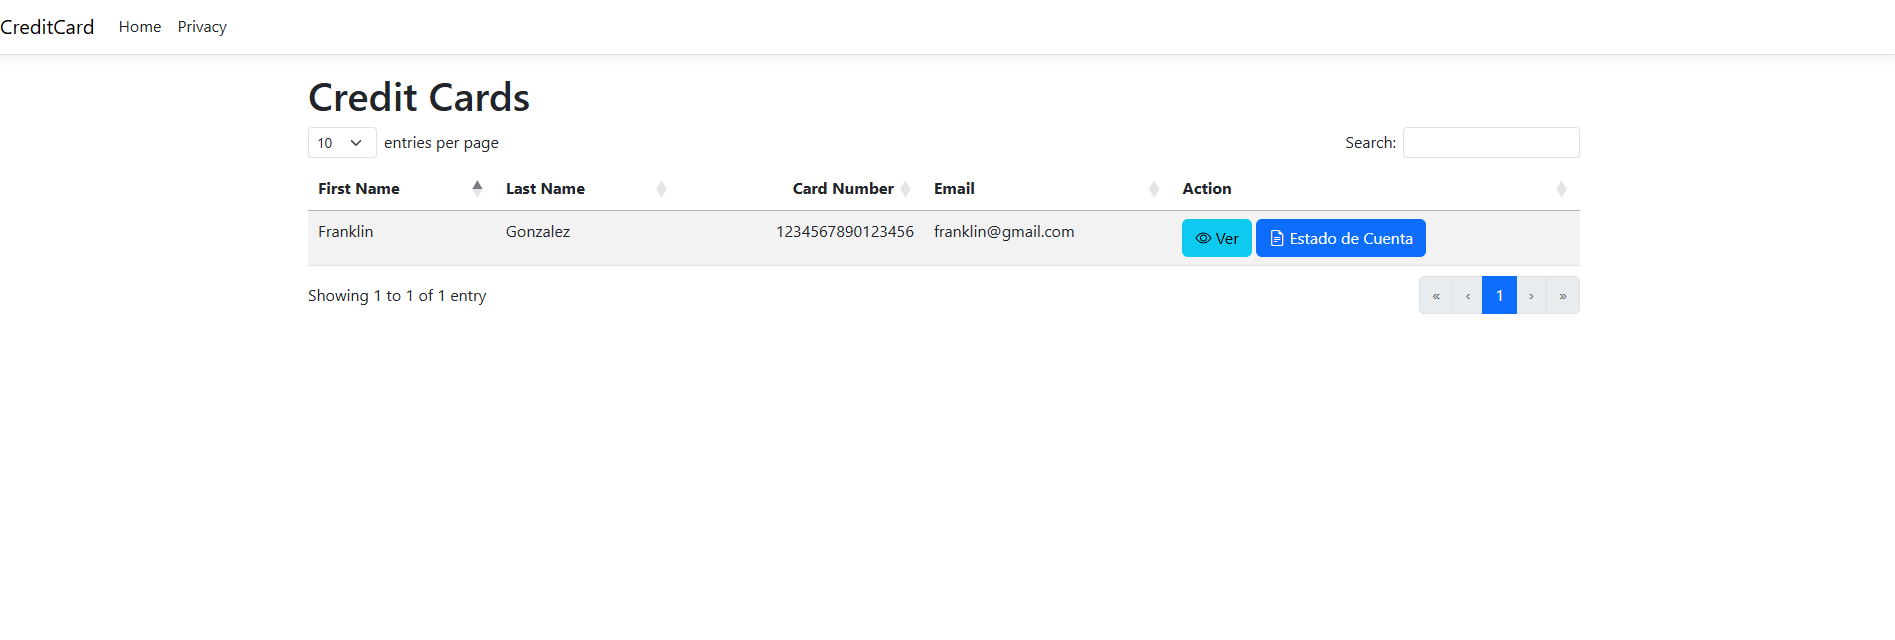 CreditCard Home Privacy
Credit Cards
10 entries per page Search:
First Name Last Name Card Number Email Action
Franklin Gonzalez 1234567890123456 franklin@gmail.com Ver Estado de Cuenta
Showing 1 to 1 of 1 entry « ‹ 1 › »